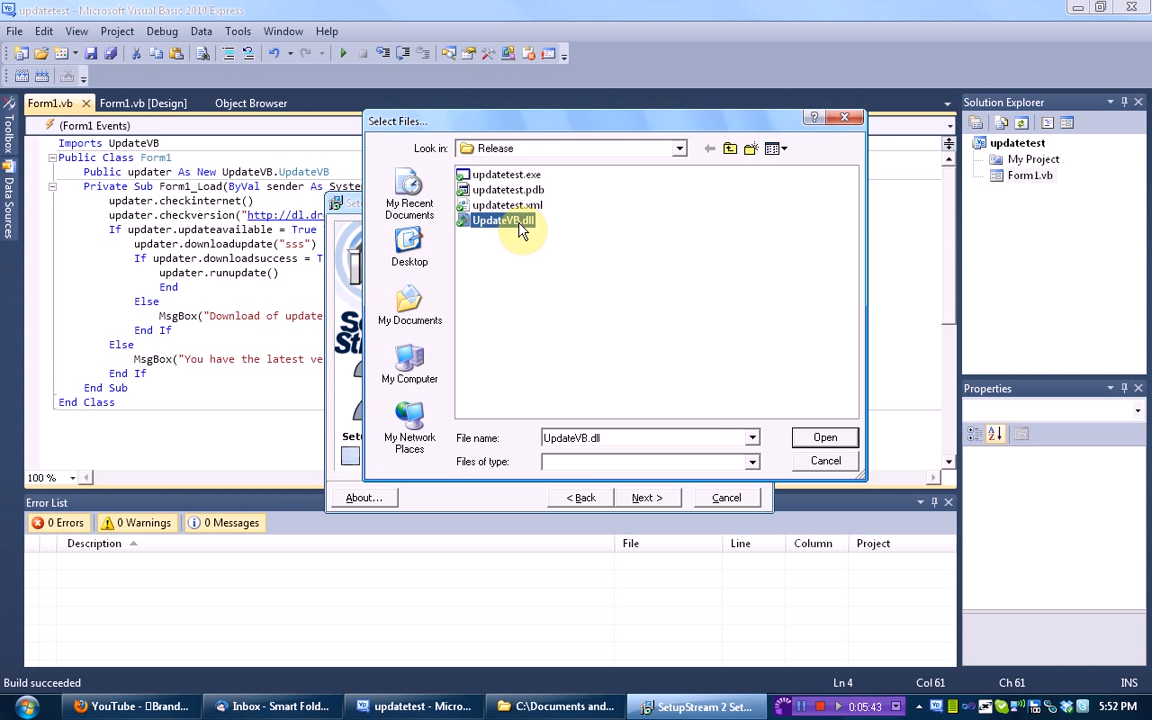 updatetest - Microsoft Visual Basic 2010 Express
File Edit View Project Debug Data Tools Window Help
Form1.vb Form1.vb [Design] Object Browser
(Form1 Events)
Toolbox
Data Sources
Imports UpdateVB
Public Class Form1
Public updater As New UpdateVB.UpdateVB
Private Sub Form1_Load(ByVal sender As System
updater.checkinternet()
updater.checkversion("http://dl.dr
If updater.updateavailable = True
updater.downloadupdate("sss")
If updater.downloadsuccess = T
updater.runupdate()
End
Else
MsgBox("Download of update
End If
Else
MsgBox("You have the latest ve
End If
End Sub
End Class
100 %
Select Files...
Look in: Release
My Recent Documents
Desktop
My Documents
My Computer
My Network Places
updatetest.exe
updatetest.pdb
updatetest.xml
UpdateVB.dll
File name: UpdateVB.dll Open
Files of type: Cancel
About... < Back Next > Cancel
Solution Explorer
updatetest
My Project
Form1.vb
Properties
Error List
0 Errors 0 Warnings 0 Messages
Description File Line Column Project
Build succeeded Ln 4 Col 61 Ch 61 INS
YouTube - Brand... Inbox - Smart Fold... updatetest - Micros... C:\Documents and... SetupStream 2 Set... 0:05:43 5:52 PM